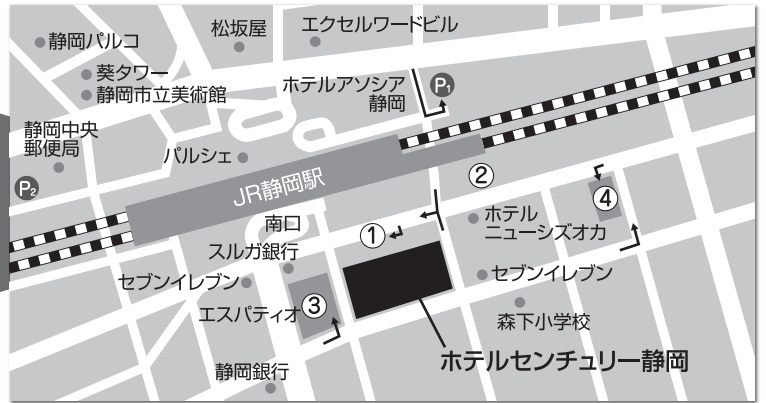 静岡パルコ
松坂屋
エクセルワードビル
葵タワー
静岡市立美術館
ホテルアソシア
静岡
P1
静岡中央
郵便局
パルシェ
P2
JR静岡駅
②
④
南口
①
ホテル
ニューシズオカ
スルガ銀行
セブンイレブン
セブンイレブン
エスパティオ
③
森下小学校
静岡銀行
ホテルセンチュリー静岡